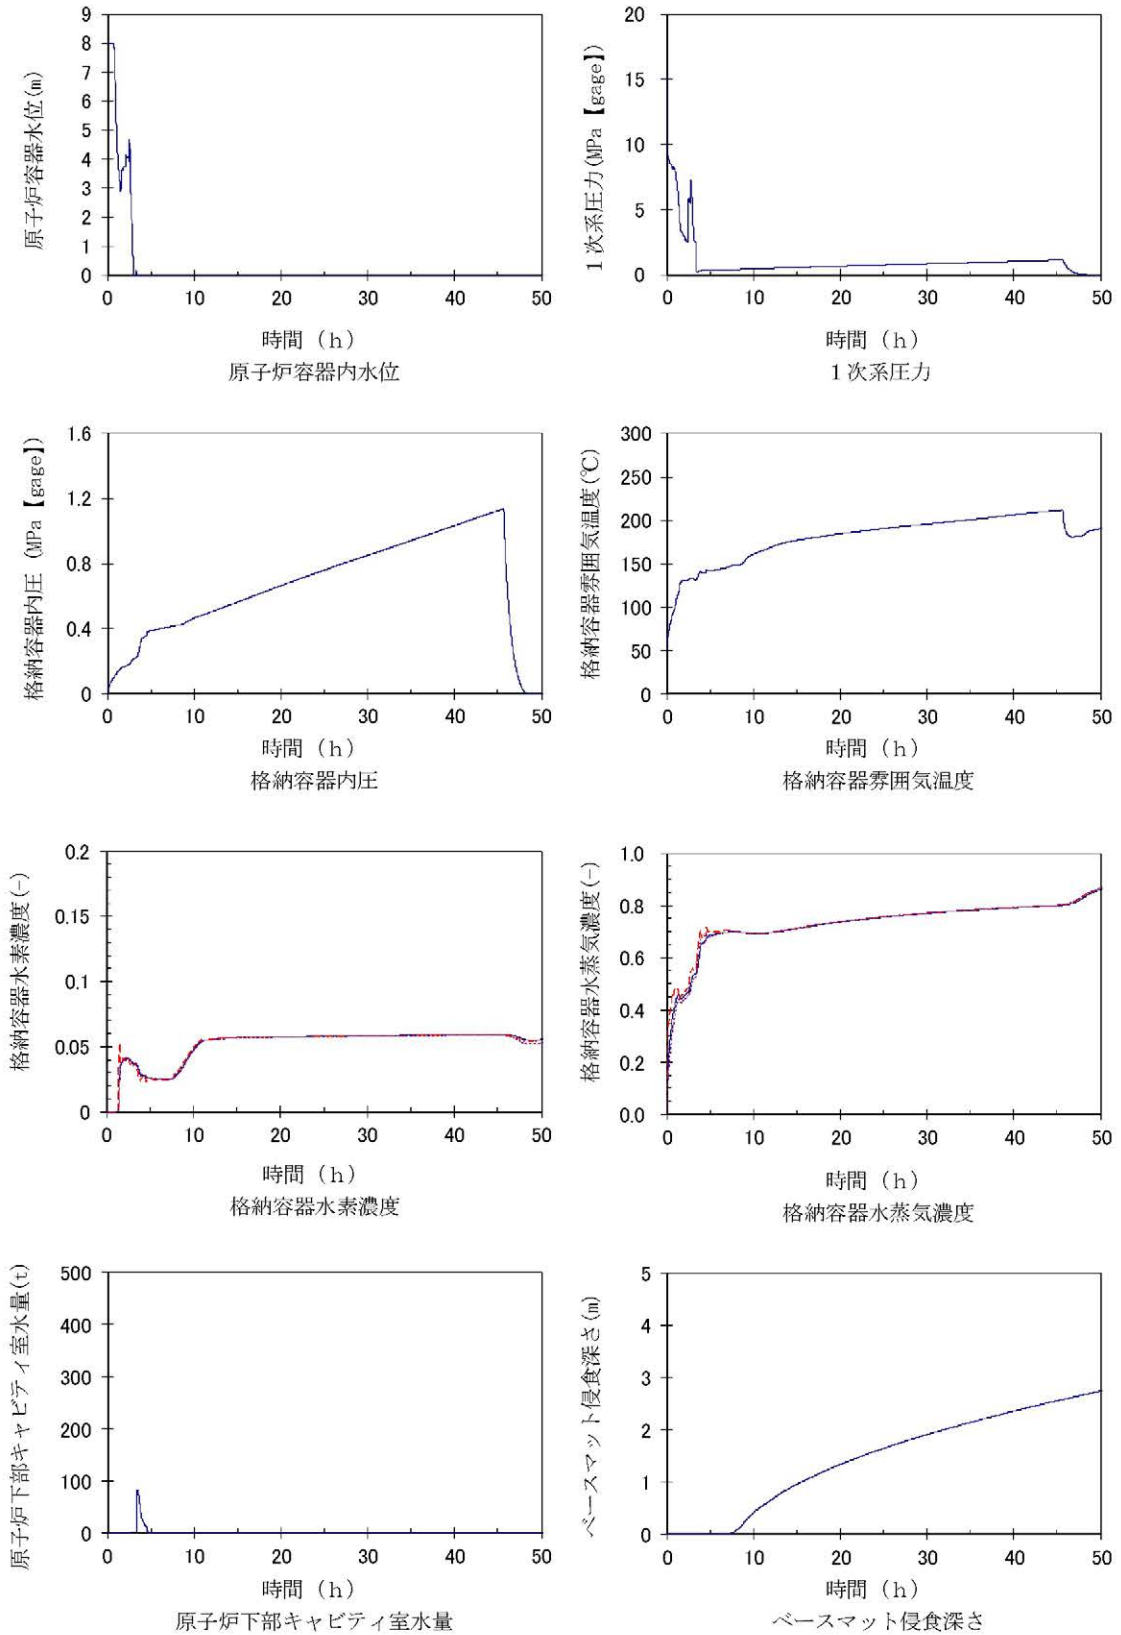 原子炉容器水位(m)
9
8
7
6
5
4
3
2
1
0
0 10 20 30 40 50
時間 (h)
原子炉容器内水位
1次系圧力(MPa【gage】)
20
15
10
5
0
0 10 20 30 40 50
時間 (h)
1次系圧力
格納容器内圧 (MPa【gage】)
1.6
1.2
0.8
0.4
0
0 10 20 30 40 50
時間 (h)
格納容器内圧
格納容器雰囲気温度(℃)
300
250
200
150
100
50
0
0 10 20 30 40 50
時間 (h)
格納容器雰囲気温度
格納容器水素濃度(-)
0.2
0.15
0.1
0.05
0
0 10 20 30 40 50
時間 (h)
格納容器水素濃度
格納容器水蒸気濃度(-)
1.0
0.8
0.6
0.4
0.2
0.0
0 10 20 30 40 50
時間 (h)
格納容器水蒸気濃度
原子炉下部キャビティ室水量(t)
500
400
300
200
100
0
0 10 20 30 40 50
時間 (h)
原子炉下部キャビティ室水量
ベースマット侵食深さ(m)
5
4
3
2
1
0
0 10 20 30 40 50
時間 (h)
ベースマット侵食深さ